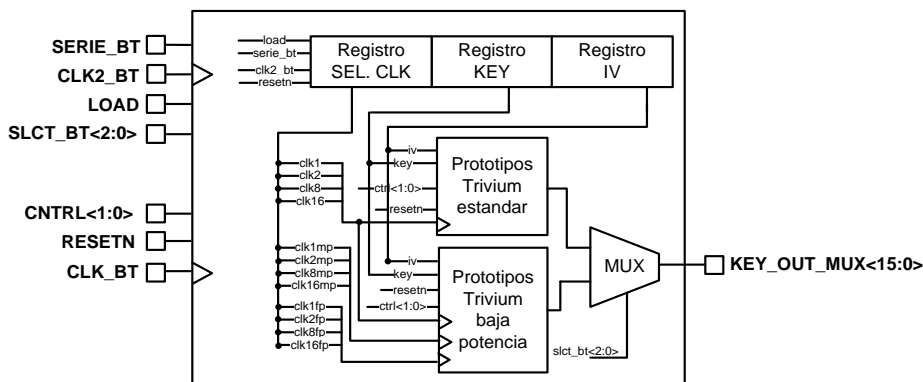 SERIE_BT
CLK2_BT
LOAD
SLCT_BT<2:0>
CNTRL<1:0>
RESETN
CLK_BT
load
serie_bt
clk2_bt
resetn
Registro
SEL. CLK
Registro
KEY
Registro
IV
clk1
clk2
clk8
clk16
clk1mp
clk2mp
clk8mp
clk16mp
clk1fp
clk2fp
clk8fp
clk16fp
iv
key
ctrl<1:0>
resetn
Prototipos
Trivium
estandar
iv
key
resetn
ctrl<1:0>
Prototipos
Trivium
baja
potencia
MUX
slct_bt<2:0>
KEY_OUT_MUX<15:0>